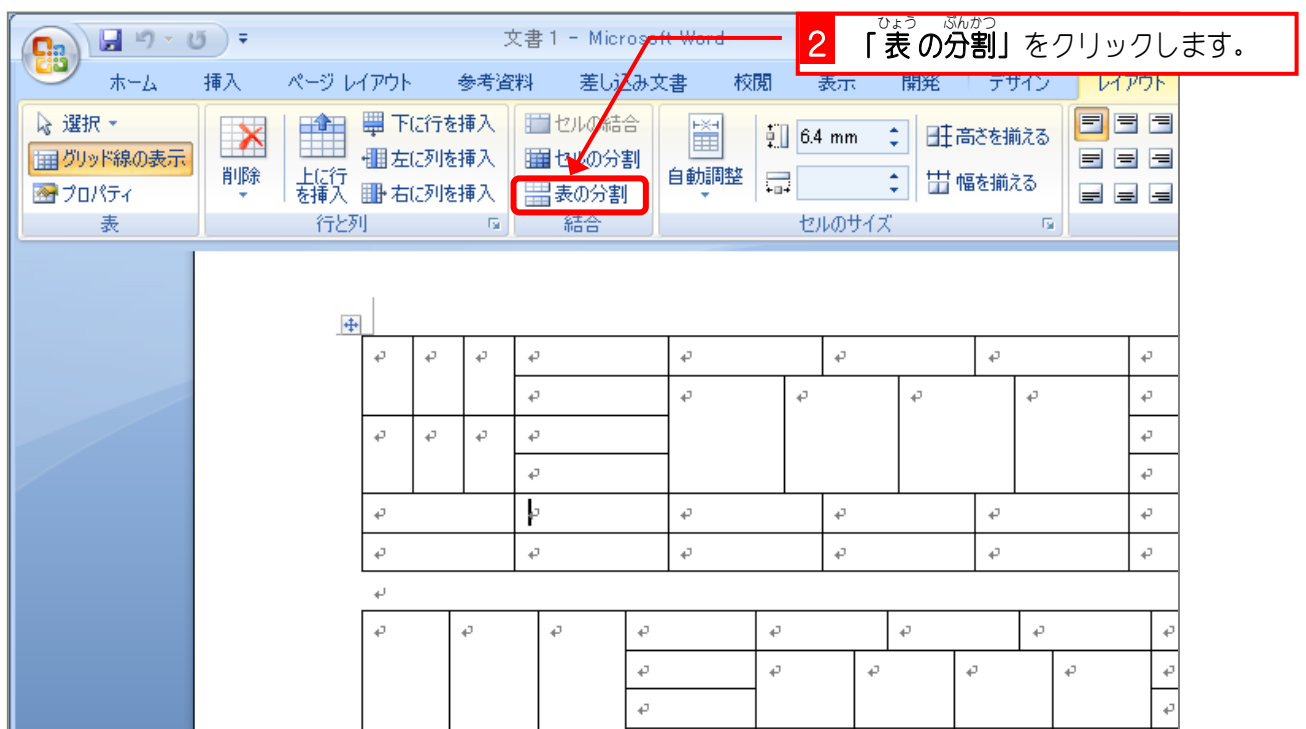 文書 1 - Microsoft Word
ひょう ぶんかつ
2 「表の分割」をクリックします。
ホーム 挿入 ページ レイアウト 参考資料 差し込み文書 校閲 表示 開発 デザイン レイアウト
選択
グリッド線の表示
プロパティ
表
削除
上に行
を挿入
下に行を挿入
左に列を挿入
右に列を挿入
行と列
セルの結合
セルの分割
表の分割
結合
自動調整
6.4 mm
高さを揃える
幅を揃える
セルのサイズ